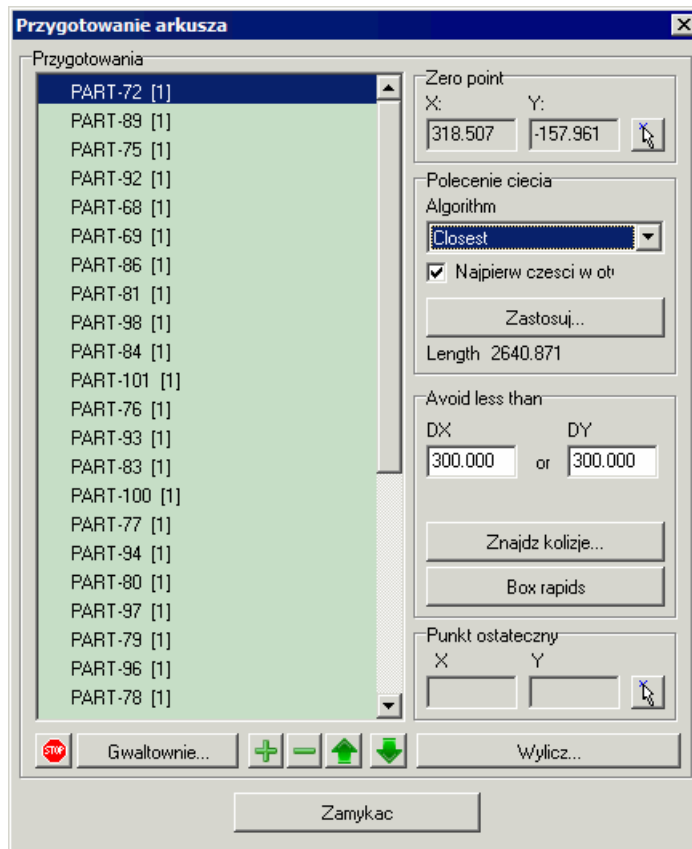 Przygotowanie arkusza
Przygotowania
PART-72 [1]
PART-89 [1]
PART-75 [1]
PART-92 [1]
PART-68 [1]
PART-69 [1]
PART-86 [1]
PART-81 [1]
PART-98 [1]
PART-84 [1]
PART-101 [1]
PART-76 [1]
PART-93 [1]
PART-83 [1]
PART-100 [1]
PART-77 [1]
PART-94 [1]
PART-80 [1]
PART-97 [1]
PART-79 [1]
PART-96 [1]
PART-78 [1]
STOP
Gwaltownie...
Zero point
X: Y:
318.507 -157.961
Polecenie ciecia
Algorithm
Closest
Najpierw czesci w
Zastosuj...
Length 2640.871
Avoid less than
DX DY
300.000 or 300.000
Znajdz kolizje...
Box rapids
Punkt ostateczny
X Y
Wylicz...
Zamykac